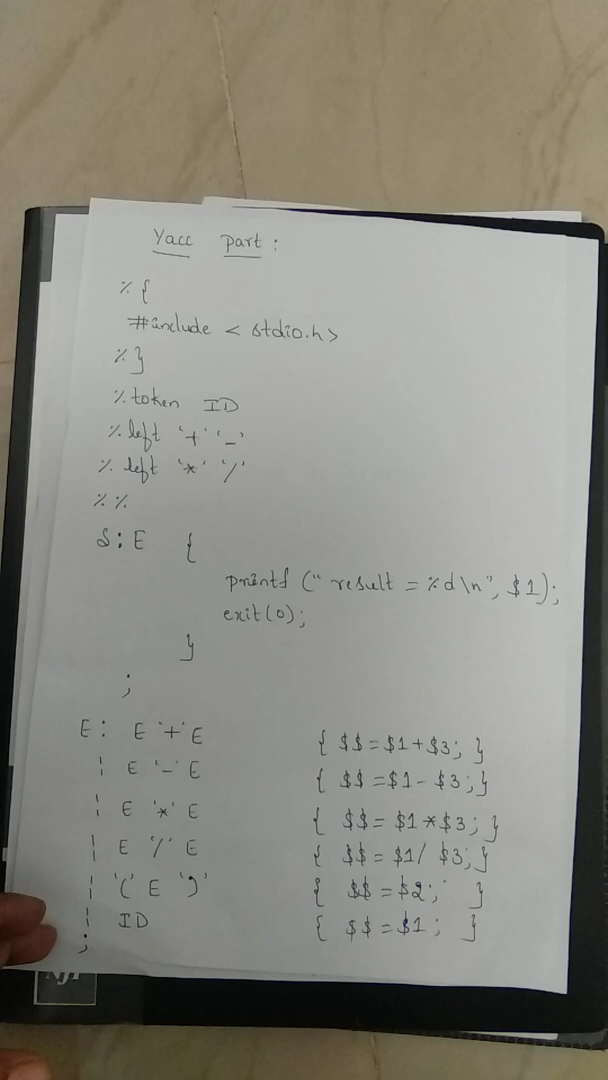 Yacc part:
%{
#include < stdio.h>
%}
%token ID
%left '+' '-'
%left '*' '/'
%%
S:E {
printf (" result = %d\n", $1);
exit(0);
}
;
E: E '+' E { $$=$1+$3; }
| E '-' E { $$=$1-$3;}
| E '*' E { $$=$1*$3; }
| E '/' E { $$=$1/ $3;}
| '(' E ')' { $$=$2; }
| ID { $$=$1; }
;